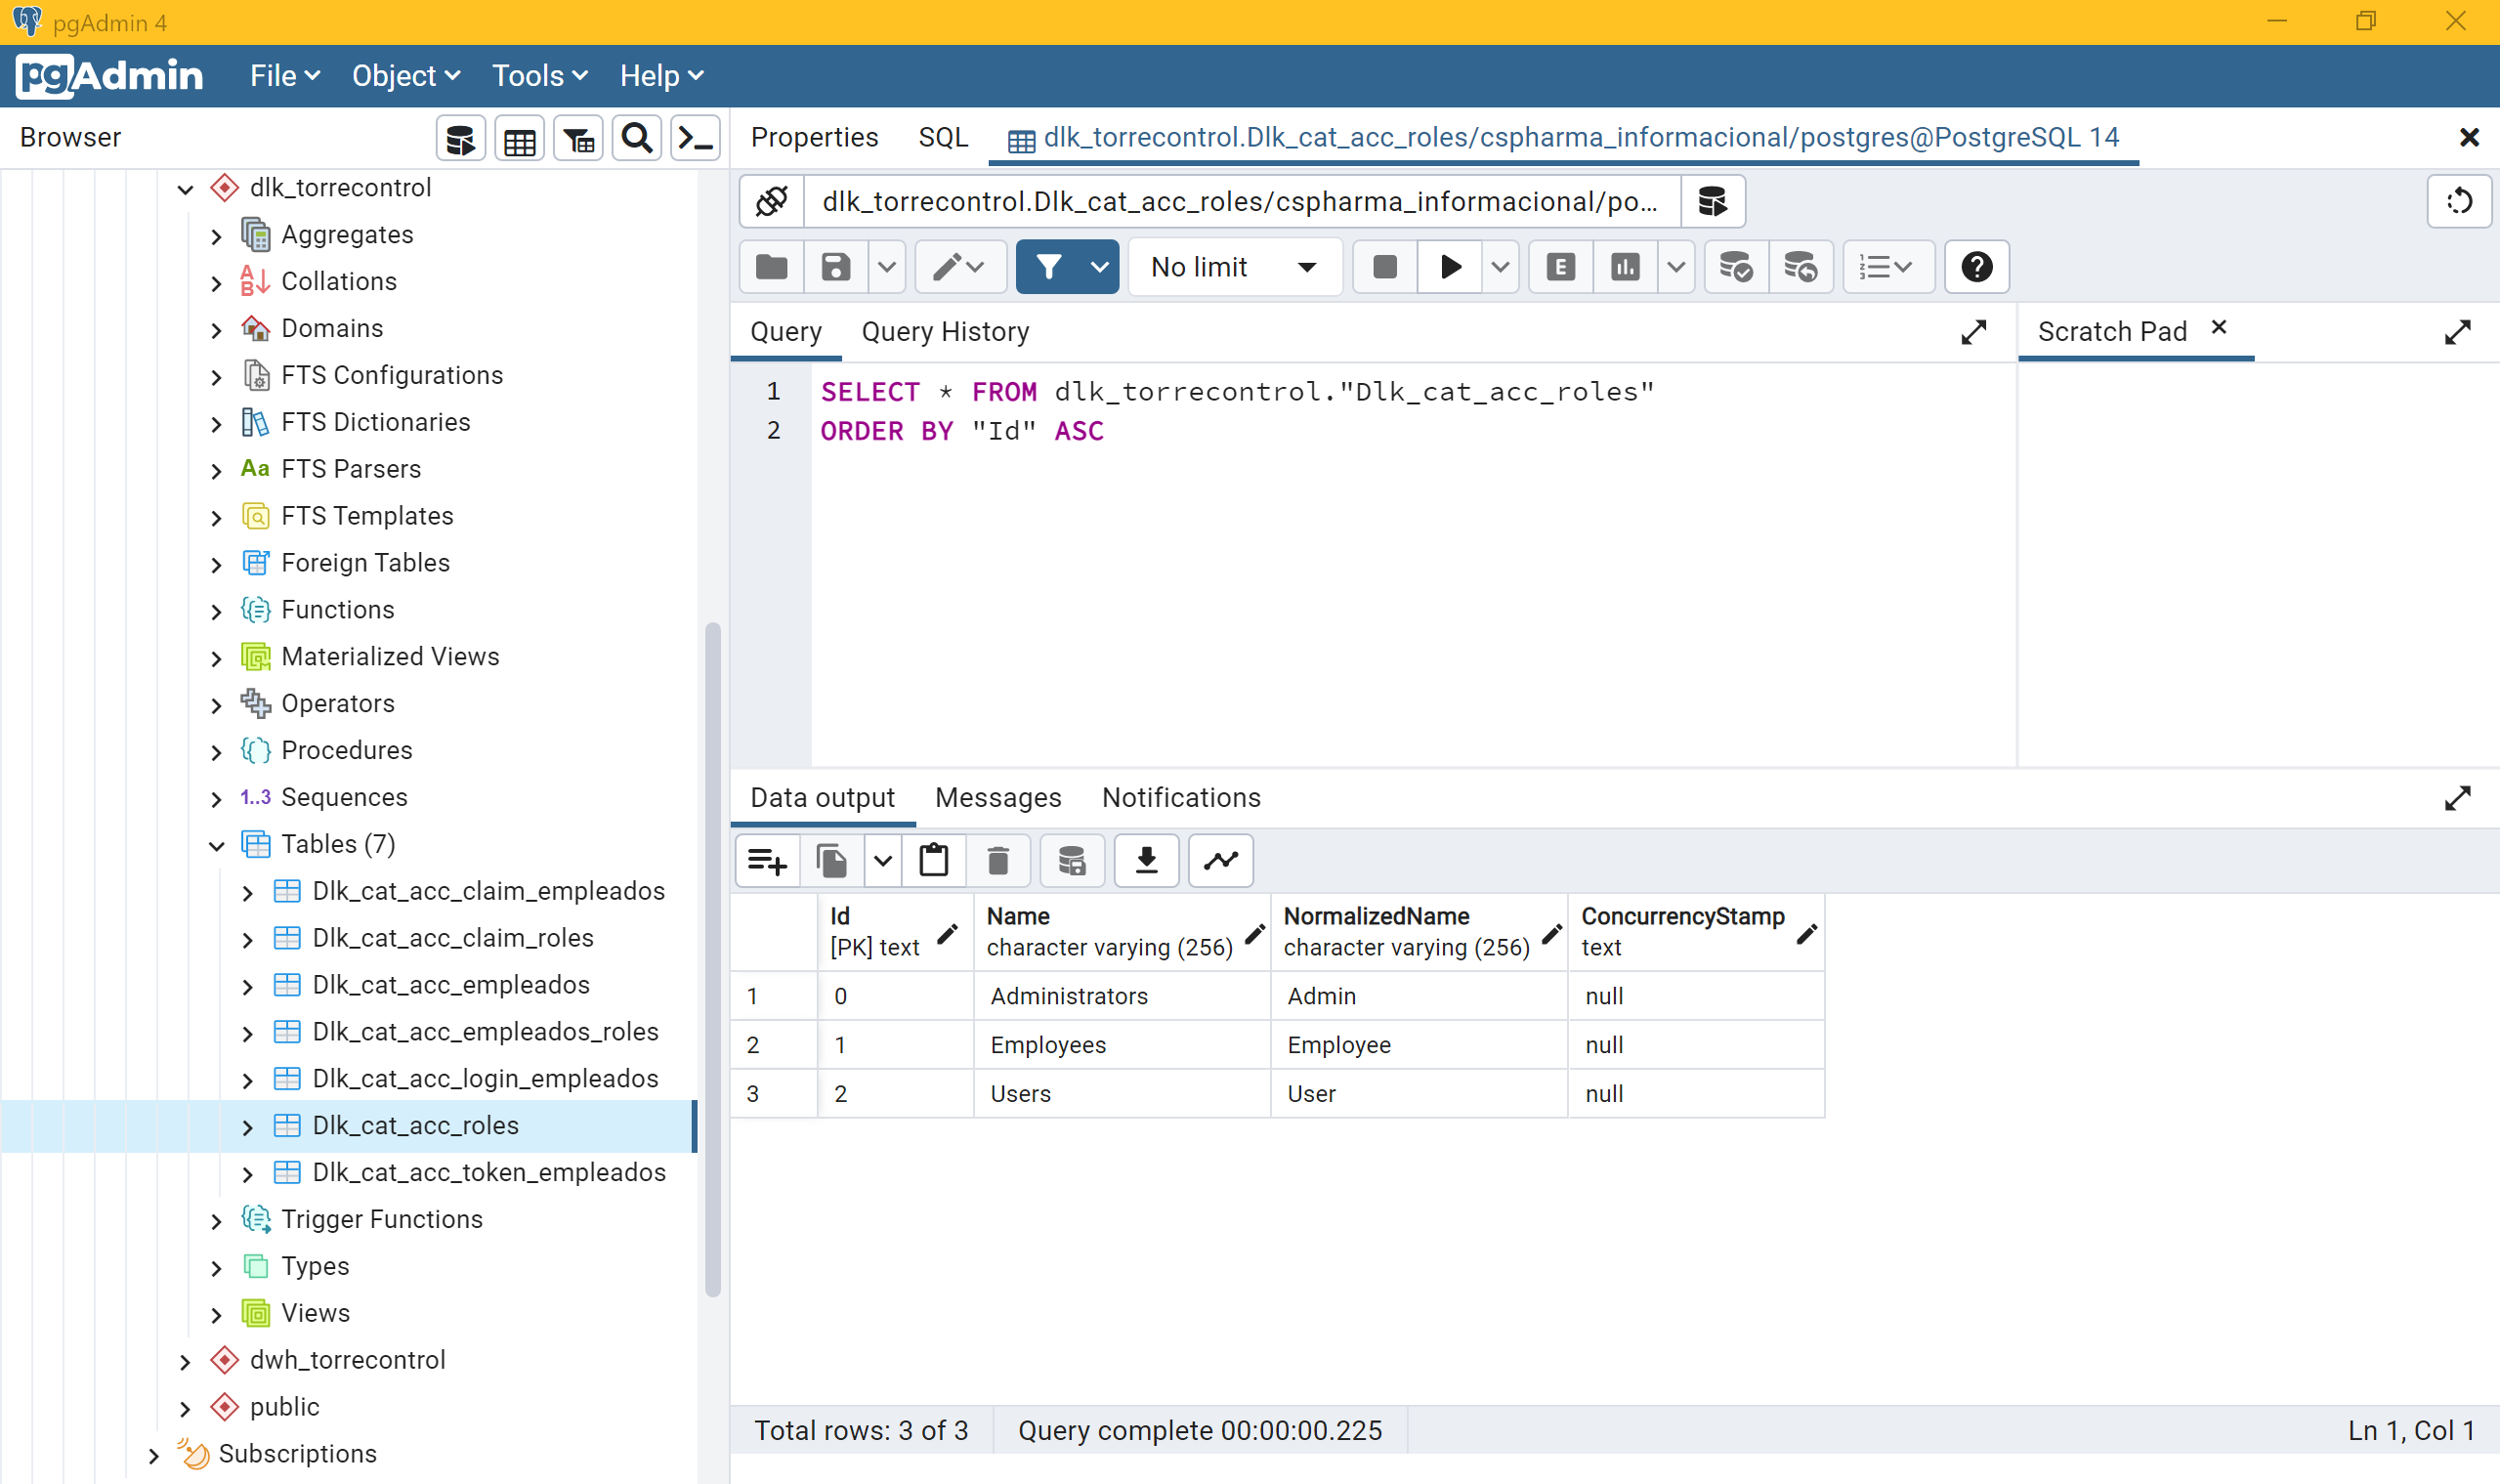 pgAdmin 4
pgAdmin File Object Tools Help
Browser
Properties SQL dlk_torrecontrol.Dlk_cat_acc_roles/cspharma_informacional/postgres@PostgreSQL 14
dlk_torrecontrol
Aggregates
Collations
Domains
FTS Configurations
FTS Dictionaries
Aa FTS Parsers
FTS Templates
Foreign Tables
Functions
Materialized Views
Operators
Procedures
1..3 Sequences
Tables (7)
Dlk_cat_acc_claim_empleados
Dlk_cat_acc_claim_roles
Dlk_cat_acc_empleados
Dlk_cat_acc_empleados_roles
Dlk_cat_acc_login_empleados
Dlk_cat_acc_roles
Dlk_cat_acc_token_empleados
Trigger Functions
Types
Views
dwh_torrecontrol
public
Subscriptions
dlk_torrecontrol.Dlk_cat_acc_roles/cspharma_informacional/po...
No limit
E
Query Query History
Scratch Pad
1 SELECT * FROM dlk_torrecontrol."Dlk_cat_acc_roles"
2 ORDER BY "Id" ASC
Data output Messages Notifications
Id Name NormalizedName ConcurrencyStamp
[PK] text character varying (256) character varying (256) text
1 0 Administrators Admin null
2 1 Employees Employee null
3 2 Users User null
Total rows: 3 of 3 Query complete 00:00:00.225 Ln 1, Col 1